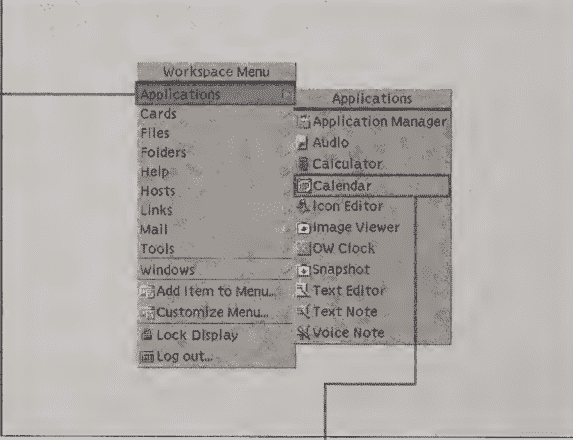 Workspace Menu
Applications
Cards
Files
Folders
Help
Hosts
Links
Mail
Tools
Windows
Add Item to Menu...
Customize Menu...
Lock Display
Log out...
Applications
Application Manager
Audio
Calculator
Calendar
Icon Editor
Image Viewer
OW Clock
Snapshot
Text Editor
Text Note
Voice Note